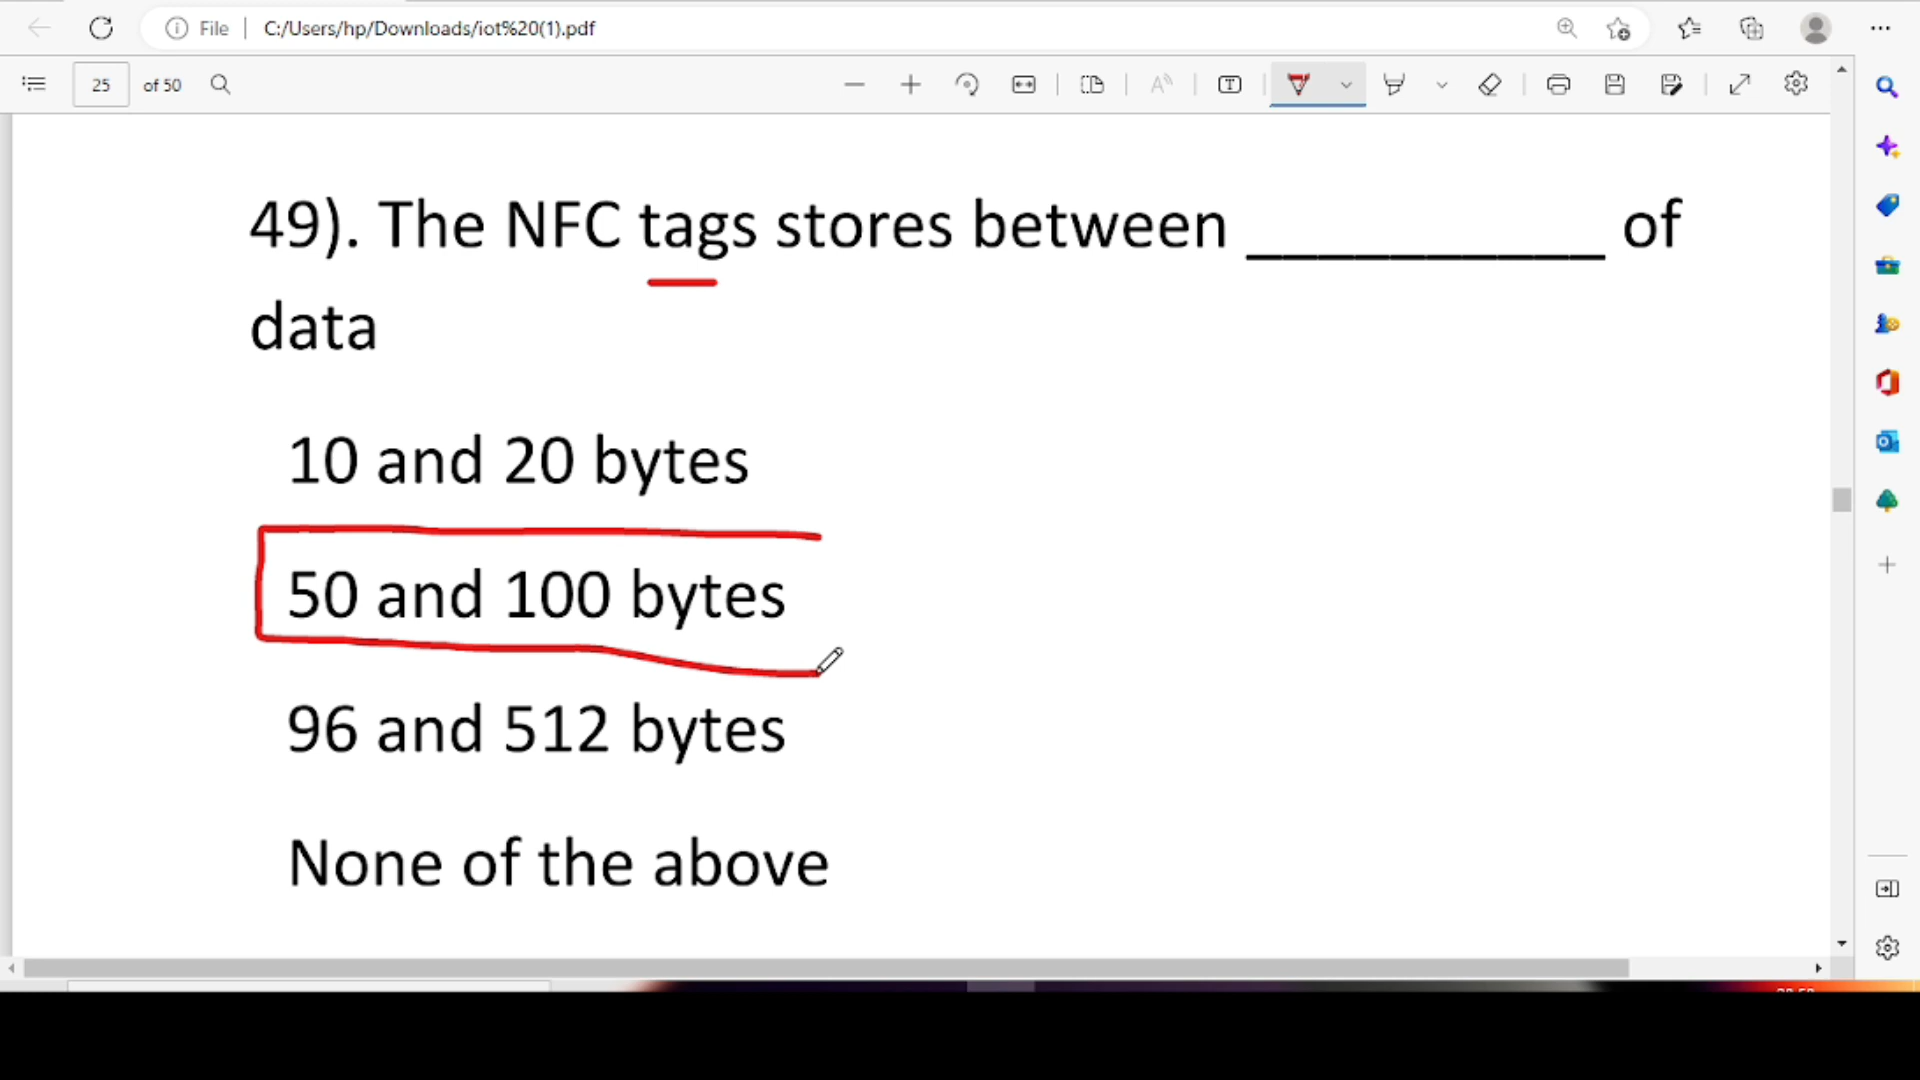 File
C:/Users/hp/Downloads/iot%20(1).pdf
25 of 50
49). The NFC tags stores between __________ of
data
10 and 20 bytes
50 and 100 bytes
96 and 512 bytes
None of the above